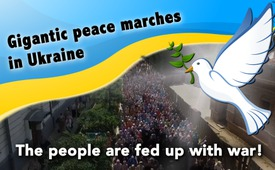 Gigantic peace marches
in Ukraine
The people are fed up with war!